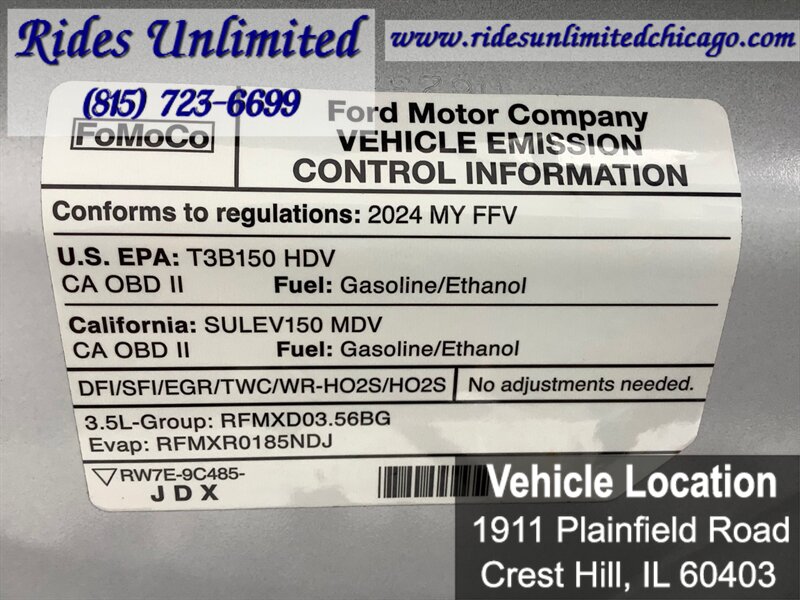 Rides Unlimited
www.ridesunlimitedchicago.com
(815) 723-6699
FoMoCo
Ford Motor Company
VEHICLE EMISSION
CONTROL INFORMATION
Conforms to regulations: 2024 MY FFV
U.S. EPA: T3B150 HDV
CA OBD II Fuel: Gasoline/Ethanol
California: SULEV150 MDV
CA OBD II Fuel: Gasoline/Ethanol
DFI/SFI/EGR/TWC/WR-HO2S/HO2S No adjustments needed.
3.5L-Group: RFMXD03.56BG
Evap: RFMXR0185NDJ
RW7E-9C485-
JDX
Vehicle Location
1911 Plainfield Road
Crest Hill, IL 60403